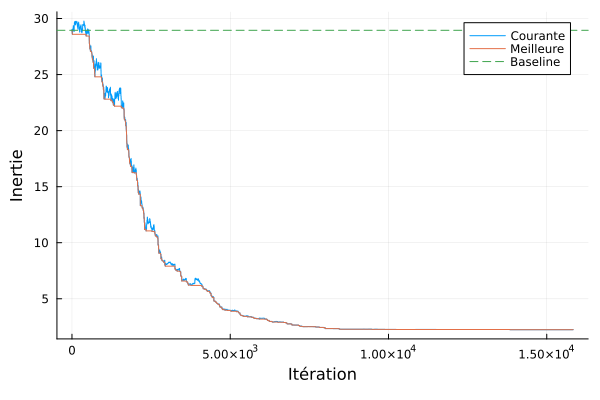 30
25
20
15
10
5
Inertie
Courante
Meilleure
Baseline
0
5.00×10³
1.00×10⁴
1.50×10⁴
Itération